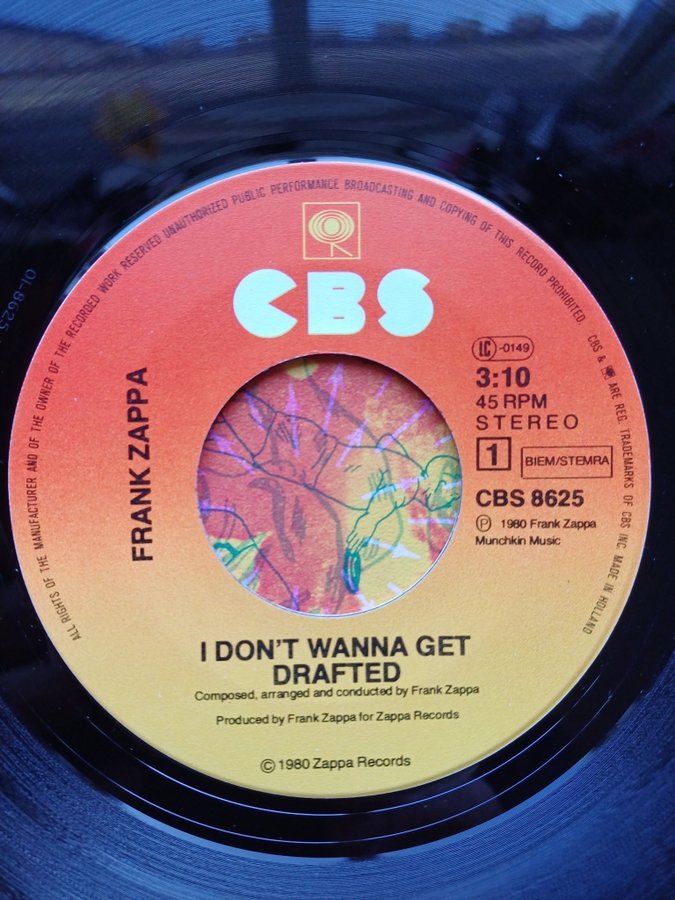 ALL RIGHTS OF THE MANUFACTURER AND OF THE OWNER OF THE RECORDED WORK RESERVED UNAUTHORIZED PUBLIC PERFORMANCE BROADCASTING AND COPYING OF THIS RECORD PROHIBITED. CBS & ARE REG. TRADEMARKS OF CBS INC. MADE IN HOLLAND
CBS
FRANK ZAPPA
LC -0149
3:10
45 RPM
STEREO
1
BIEM/STEMRA
CBS 8625
℗ 1980 Frank Zappa
Munchkin Music
I DON'T WANNA GET
DRAFTED
Composed, arranged and conducted by Frank Zappa
Produced by Frank Zappa for Zappa Records
© 1980 Zappa Records
01-8625